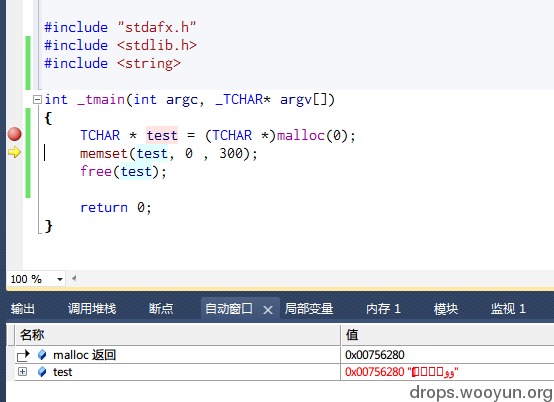 #include "stdafx.h"
#include <stdlib.h>
#include <string>
int _tmain(int argc, _TCHAR* argv[])
{
TCHAR * test = (TCHAR *)malloc(0);
memset(test, 0 , 300);
free(test);
return 0;
}
100 %
输出 调用堆栈 断点 自动窗口 局部变量 内存 1 模块 监视 1
名称 值
malloc 返回 0x00756280
test 0x00756280
drops.wooyun.org